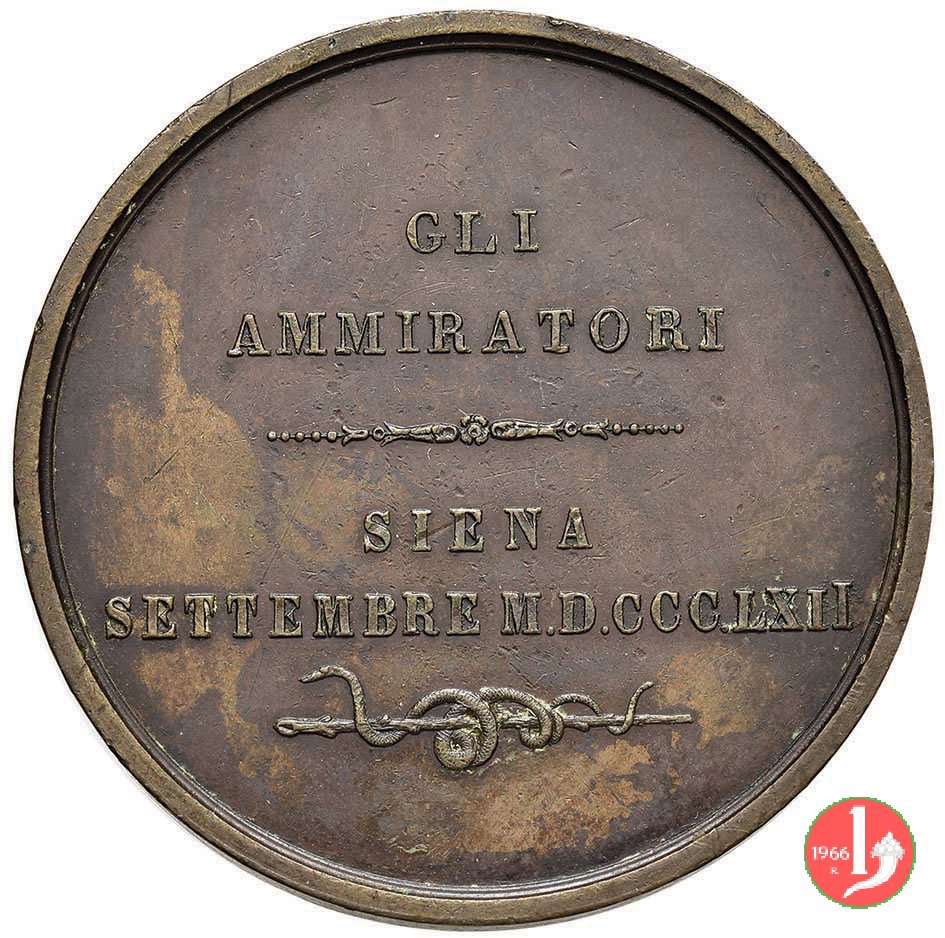 GLI
AMMIRATORI
SIENA
SETTEMBRE M.D.CCC.LXII
1966
R.